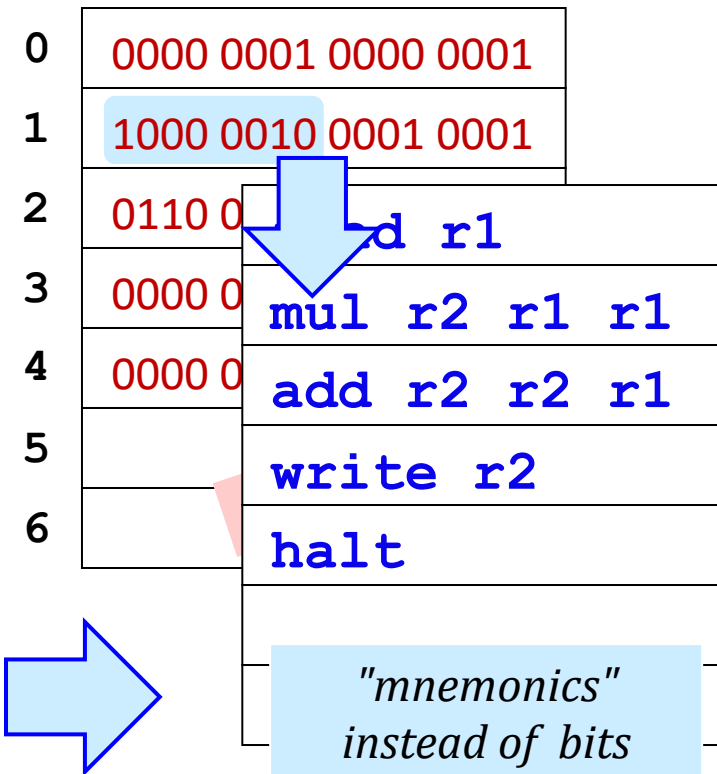 0 0000 0001 0000 0001
1 1000 0010 0001 0001
2 0110 0
3 0000 0
4 0000 0
5
6
r1
mul r2 r1 r1
add r2 r2 r1
write r2
halt
"mnemonics"
instead of bits